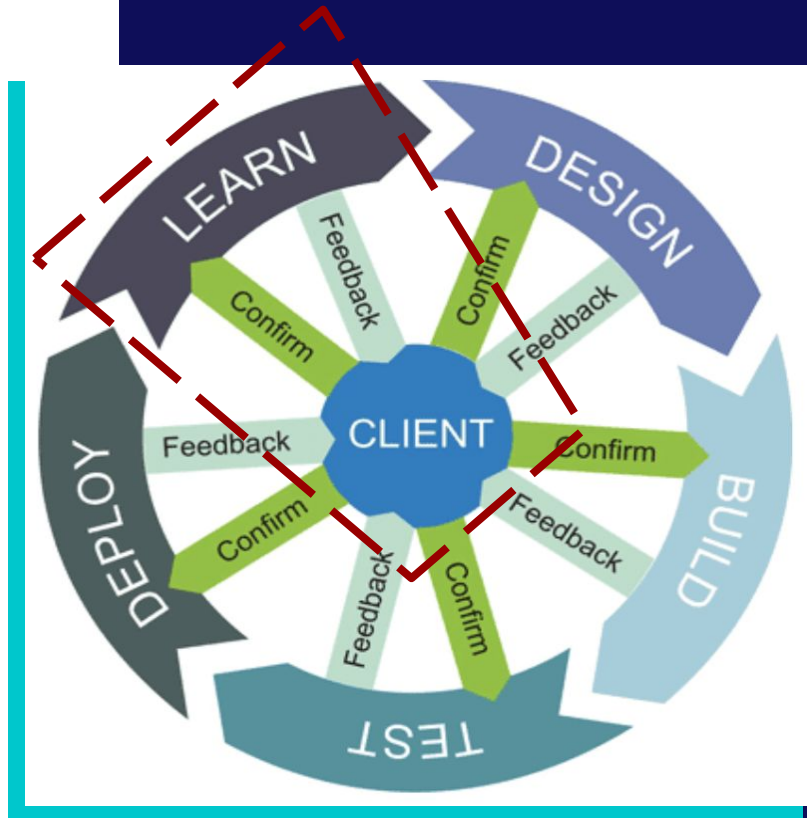 LEARN
DESIGN
BUILD
TEST
DEPLOY
CLIENT
Feedback
Confirm
Feedback
Confirm
Feedback
Confirm
Feedback
Confirm
Feedback
Confirm